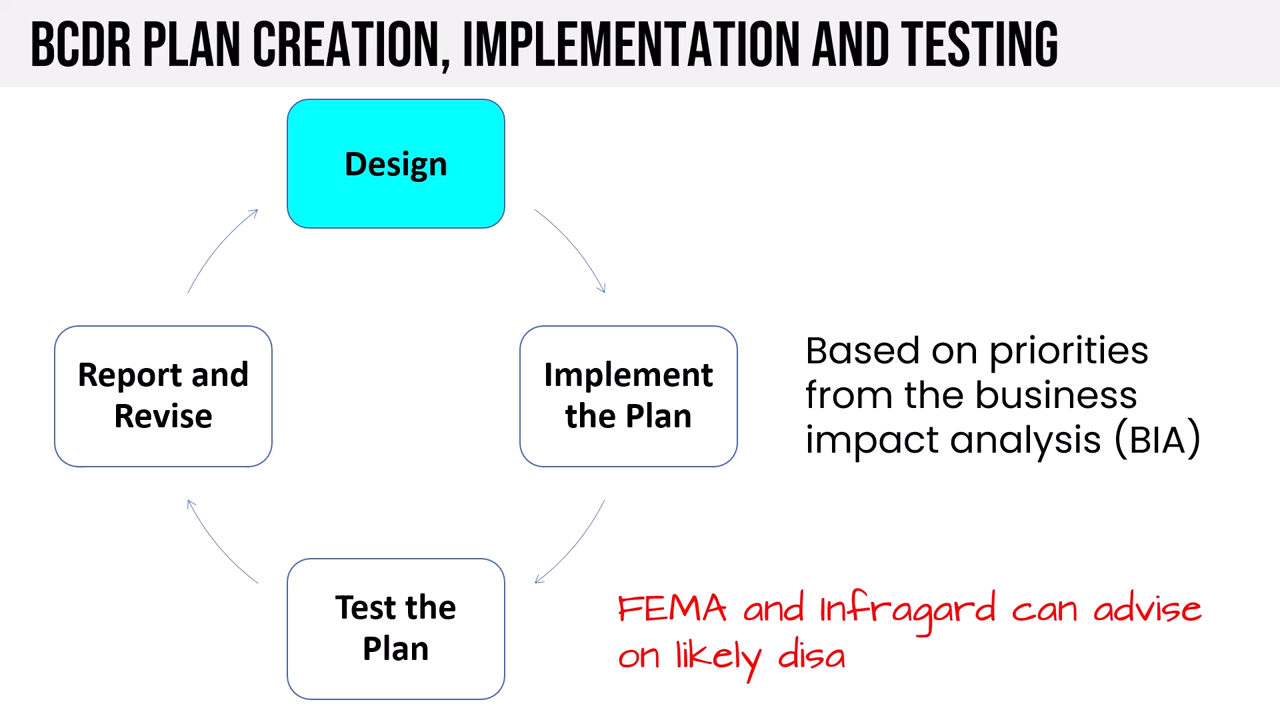 BCDR PLAN CREATION, IMPLEMENTATION AND TESTING
Design
Report and
Revise
Implement
the Plan
Based on priorities
from the business
impact analysis (BIA)
Test the
Plan
FEMA and Infragard can advise
on likely disa